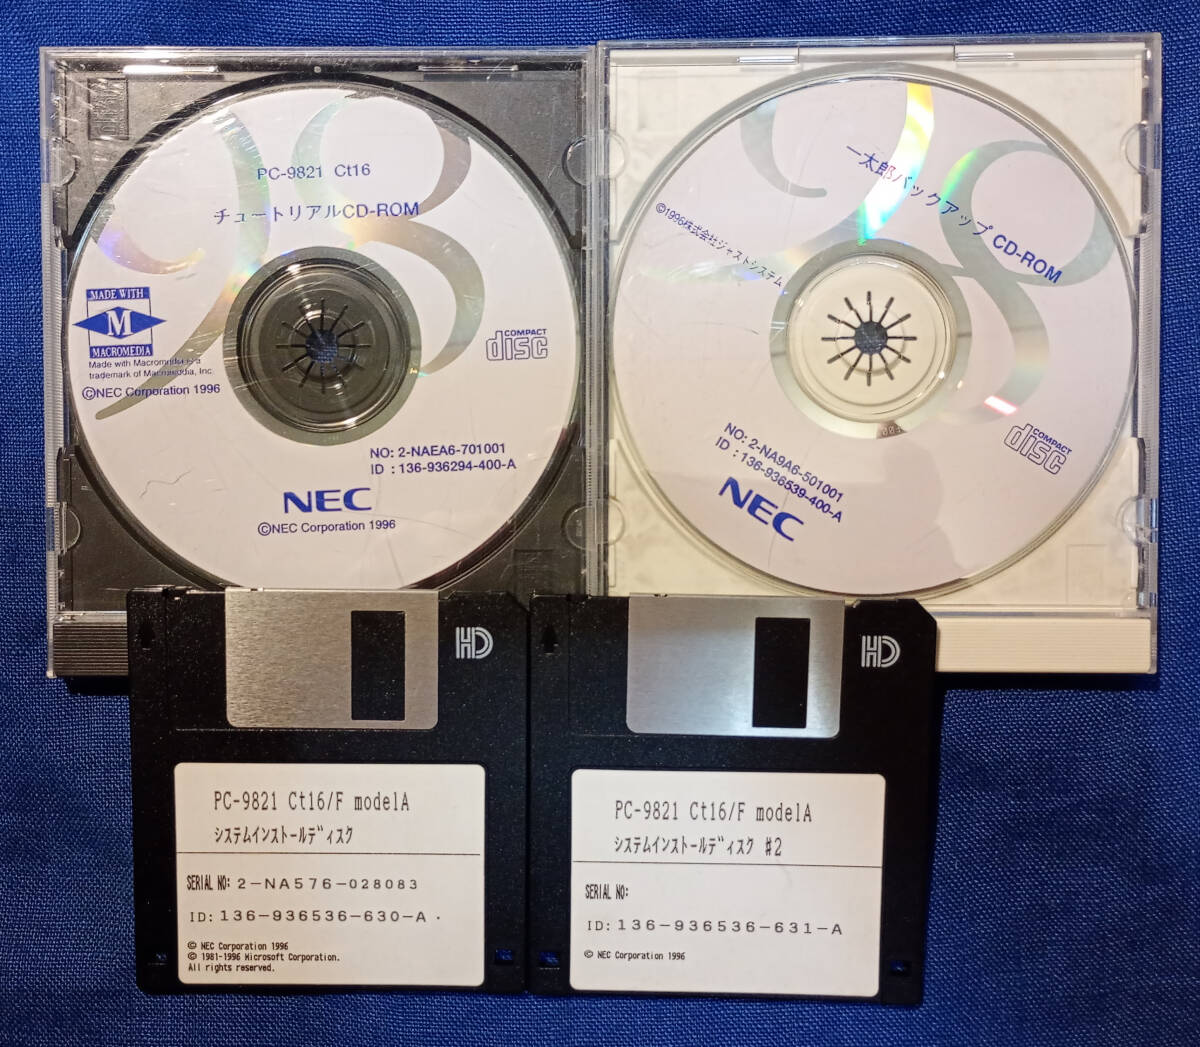 PC-9821 Ct16
チュートリアルCD-ROM
MADE WITH
M
MACROMEDIA
Made with Macromedia is a
trademark of Macromedia, Inc.
©NEC Corporation 1996
COMPACT
disc
NO: 2-NAEA6-701001
ID : 136-936294-400-A
NEC
©NEC Corporation 1996
一太郎バックアップCD-ROM
©1996株式会社ジャストシステム
COMPACT
disc
NO: 2-NA9A6-501001
ID : 136-936539-400-A
NEC
HD
PC-9821 Ct16/F modelA
システムインストールディスク
SERIAL NO: 2-NA576-028083
ID: 136-936536-630-A
© NEC Corporation 1996
© 1981-1996 Microsoft Corporation.
All rights reserved.
HD
PC-9821 Ct16/F modelA
システムインストールディスク #2
SERIAL NO:
ID: 136-936536-631-A
© NEC Corporation 1996